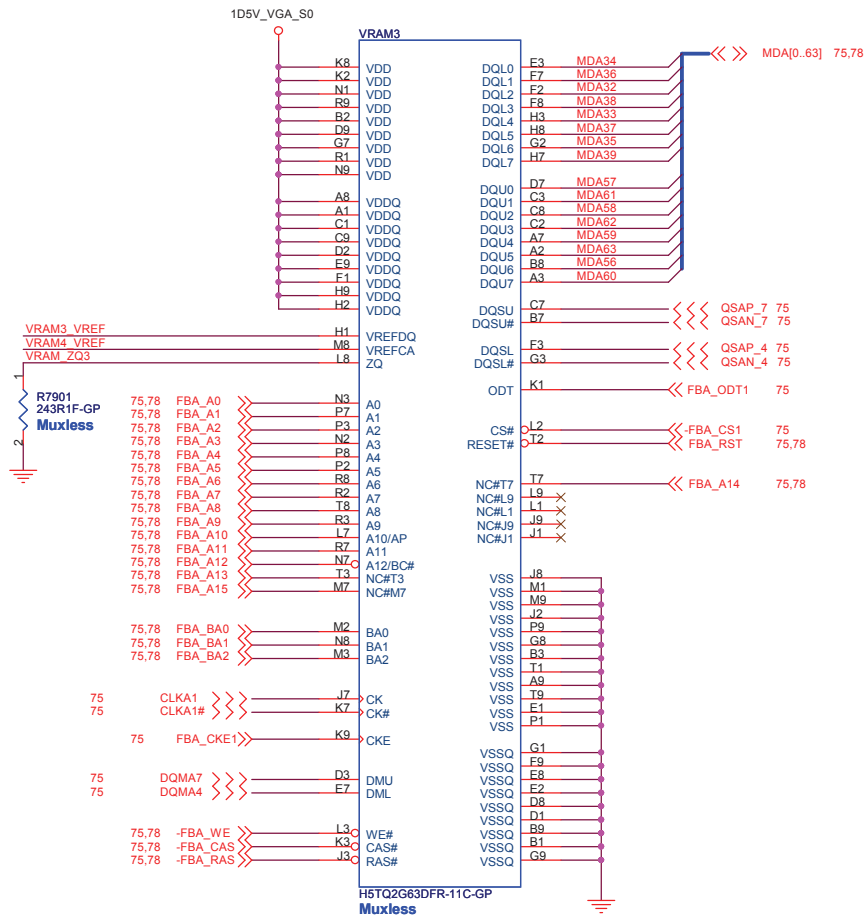 1D5V_VGA_S0
VRAM3
K8 VDD DQL0 E3 MDA34 MDA[0..63] 75,78
K2 VDD DQL1 F7 MDA36
N1 VDD DQL2 F2 MDA32
R9 VDD DQL3 F8 MDA38
B2 VDD DQL4 H3 MDA33
D9 VDD DQL5 H8 MDA37
G7 VDD DQL6 G2 MDA35
R1 VDD DQL7 H7 MDA39
N9 VDD
A8 VDDQ DQU0 D7 MDA57
A1 VDDQ DQU1 C3 MDA61
C1 VDDQ DQU2 C8 MDA58
C9 VDDQ DQU3 C2 MDA62
D2 VDDQ DQU4 A7 MDA59
E9 VDDQ DQU5 A2 MDA63
F1 VDDQ DQU6 B8 MDA56
H9 VDDQ DQU7 A3 MDA60
H2 VDDQ DQSU C7 QSAP_7 75
DQSU# B7 QSAN_7 75
VRAM3_VREF H1 VREFDQ
VRAM4_VREF M8 VREFCA DQSL F3 QSAP_4 75
VRAM_ZQ3 L8 ZQ DQSL# G3 QSAN_4 75
1
R7901
243R1F-GP
Muxless
2
ODT K1 FBA_ODT1 75
75,78 FBA_A0 N3 A0
75,78 FBA_A1 P7 A1
75,78 FBA_A2 P3 A2 CS# L2 -FBA_CS1 75
75,78 FBA_A3 N2 A3 RESET# T2 FBA_RST 75,78
75,78 FBA_A4 P8 A4
75,78 FBA_A5 P2 A5
75,78 FBA_A6 R8 A6 NC#T7 T7 FBA_A14 75,78
75,78 FBA_A7 R2 A7 NC#L9 L9
75,78 FBA_A8 T8 A8 NC#L1 L1
75,78 FBA_A9 R3 A9 NC#J9 J9
75,78 FBA_A10 L7 A10/AP NC#J1 J1
75,78 FBA_A11 R7 A11
75,78 FBA_A12 N7 A12/BC#
75,78 FBA_A13 T3 NC#T3 VSS J8
75,78 FBA_A15 M7 NC#M7 VSS M1
VSS M9
VSS J2
75,78 FBA_BA0 M2 BA0 VSS P9
75,78 FBA_BA1 N8 BA1 VSS G8
75,78 FBA_BA2 M3 BA2 VSS B3
VSS T1
VSS A9
75 CLKA1 J7 CK VSS T9
75 CLKA1# K7 CK# VSS E1
VSS P1
75 FBA_CKE1 K9 CKE
VSSQ G1
VSSQ F9
75 DQMA7 D3 DMU VSSQ E8
75 DQMA4 E7 DML VSSQ E2
VSSQ D8
VSSQ D1
75,78 -FBA_WE L3 WE# VSSQ B9
75,78 -FBA_CAS K3 CAS# VSSQ B1
75,78 -FBA_RAS J3 RAS# VSSQ G9
H5TQ2G63DFR-11C-GP
Muxless